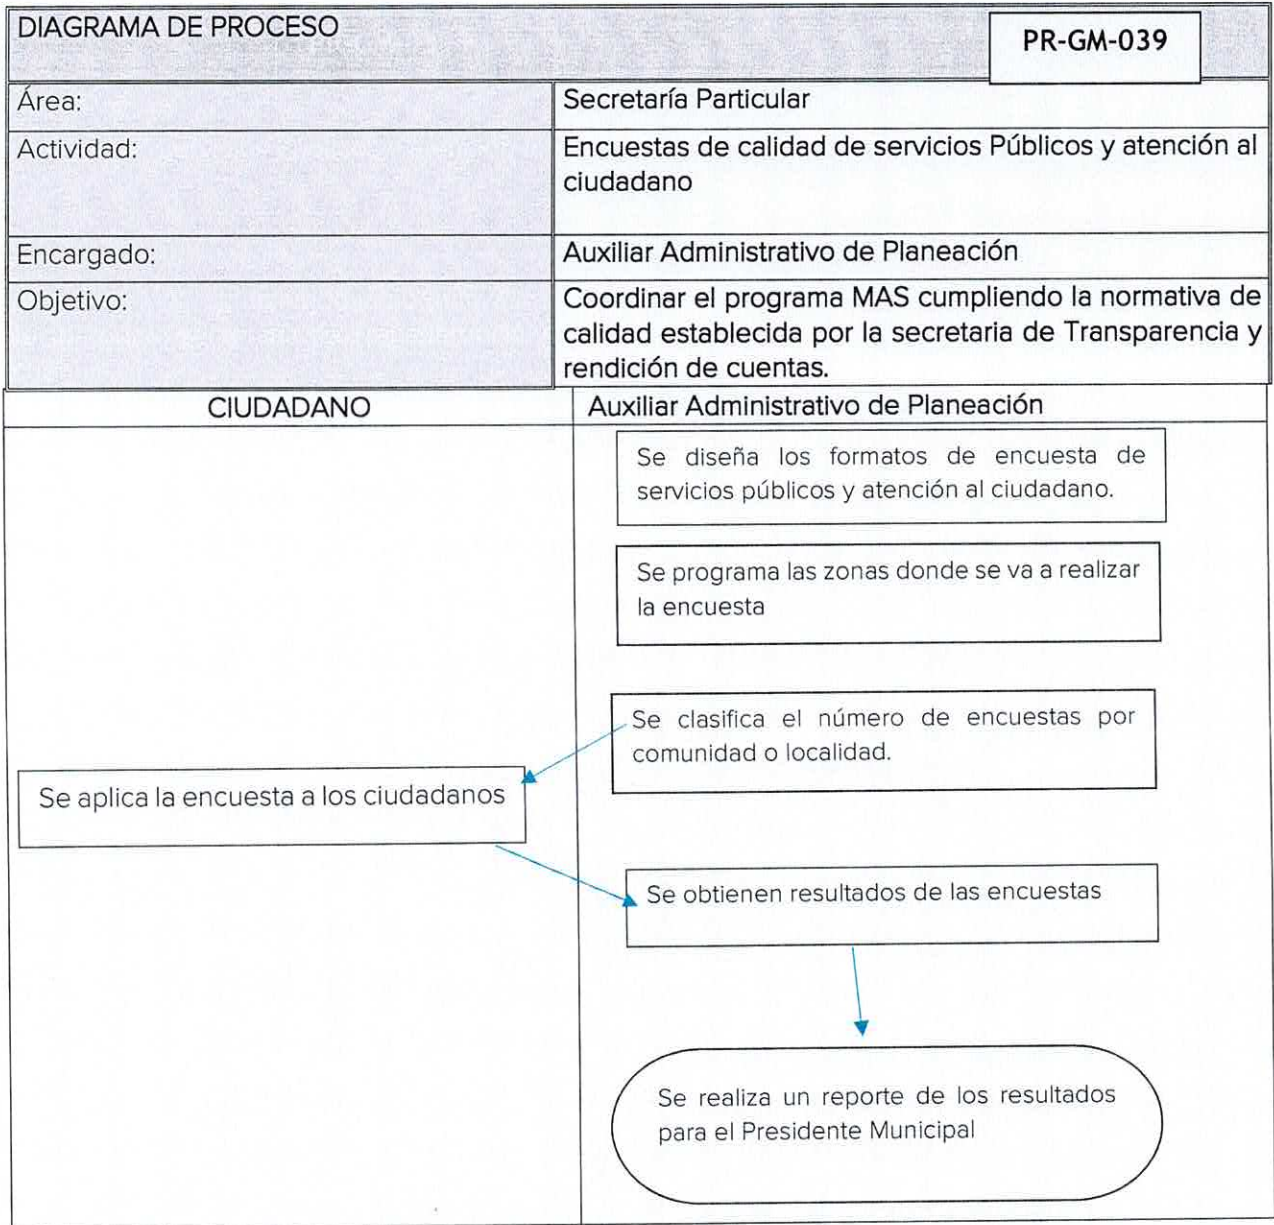 DIAGRAMA DE PROCESO
PR-GM-039
Área:
Secretaría Particular
Actividad:
Encuestas de calidad de servicios Públicos y atención al
ciudadano
Encargado:
Auxiliar Administrativo de Planeación
Objetivo:
Coordinar el programa MAS cumpliendo la normativa de
calidad establecida por la secretaria de Transparencia y
rendición de cuentas.
CIUDADANO
Auxiliar Administrativo de Planeación
Se diseña los formatos de encuesta de
servicios públicos y atención al ciudadano.
Se programa las zonas donde se va a realizar
la encuesta
Se clasifica el número de encuestas por
comunidad o localidad.
Se aplica la encuesta a los ciudadanos
Se obtienen resultados de las encuestas
Se realiza un reporte de los resultados
para el Presidente Municipal